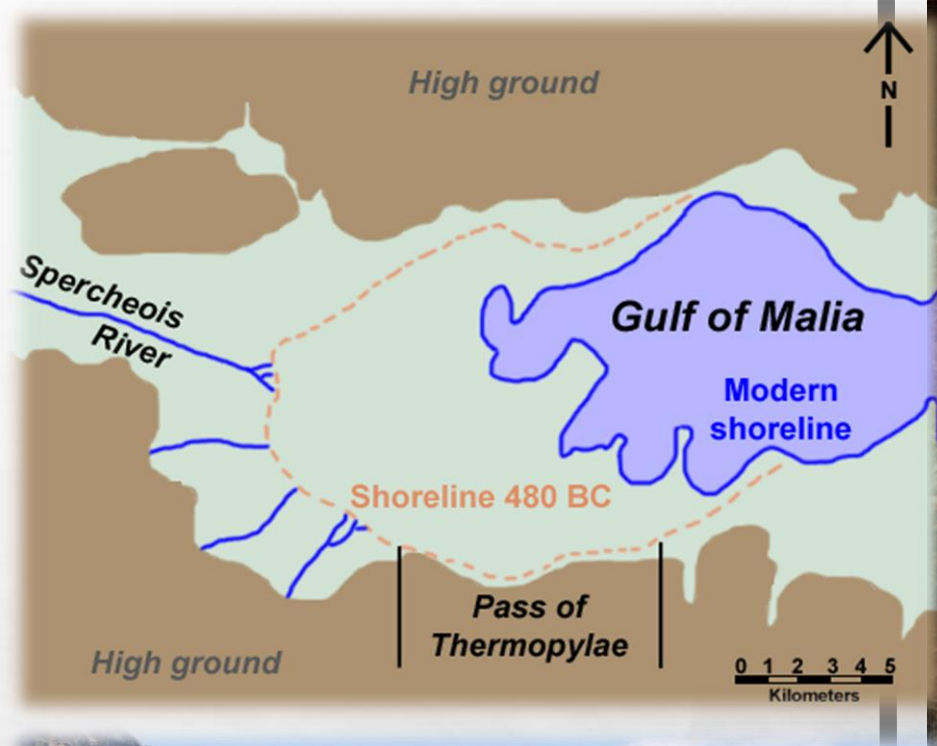 High ground
N
Spercheois
River
Gulf of Malia
Modern
shoreline
Shoreline 480 BC
Pass of
Thermopylae
High ground
0 1 2 3 4 5
Kilometers